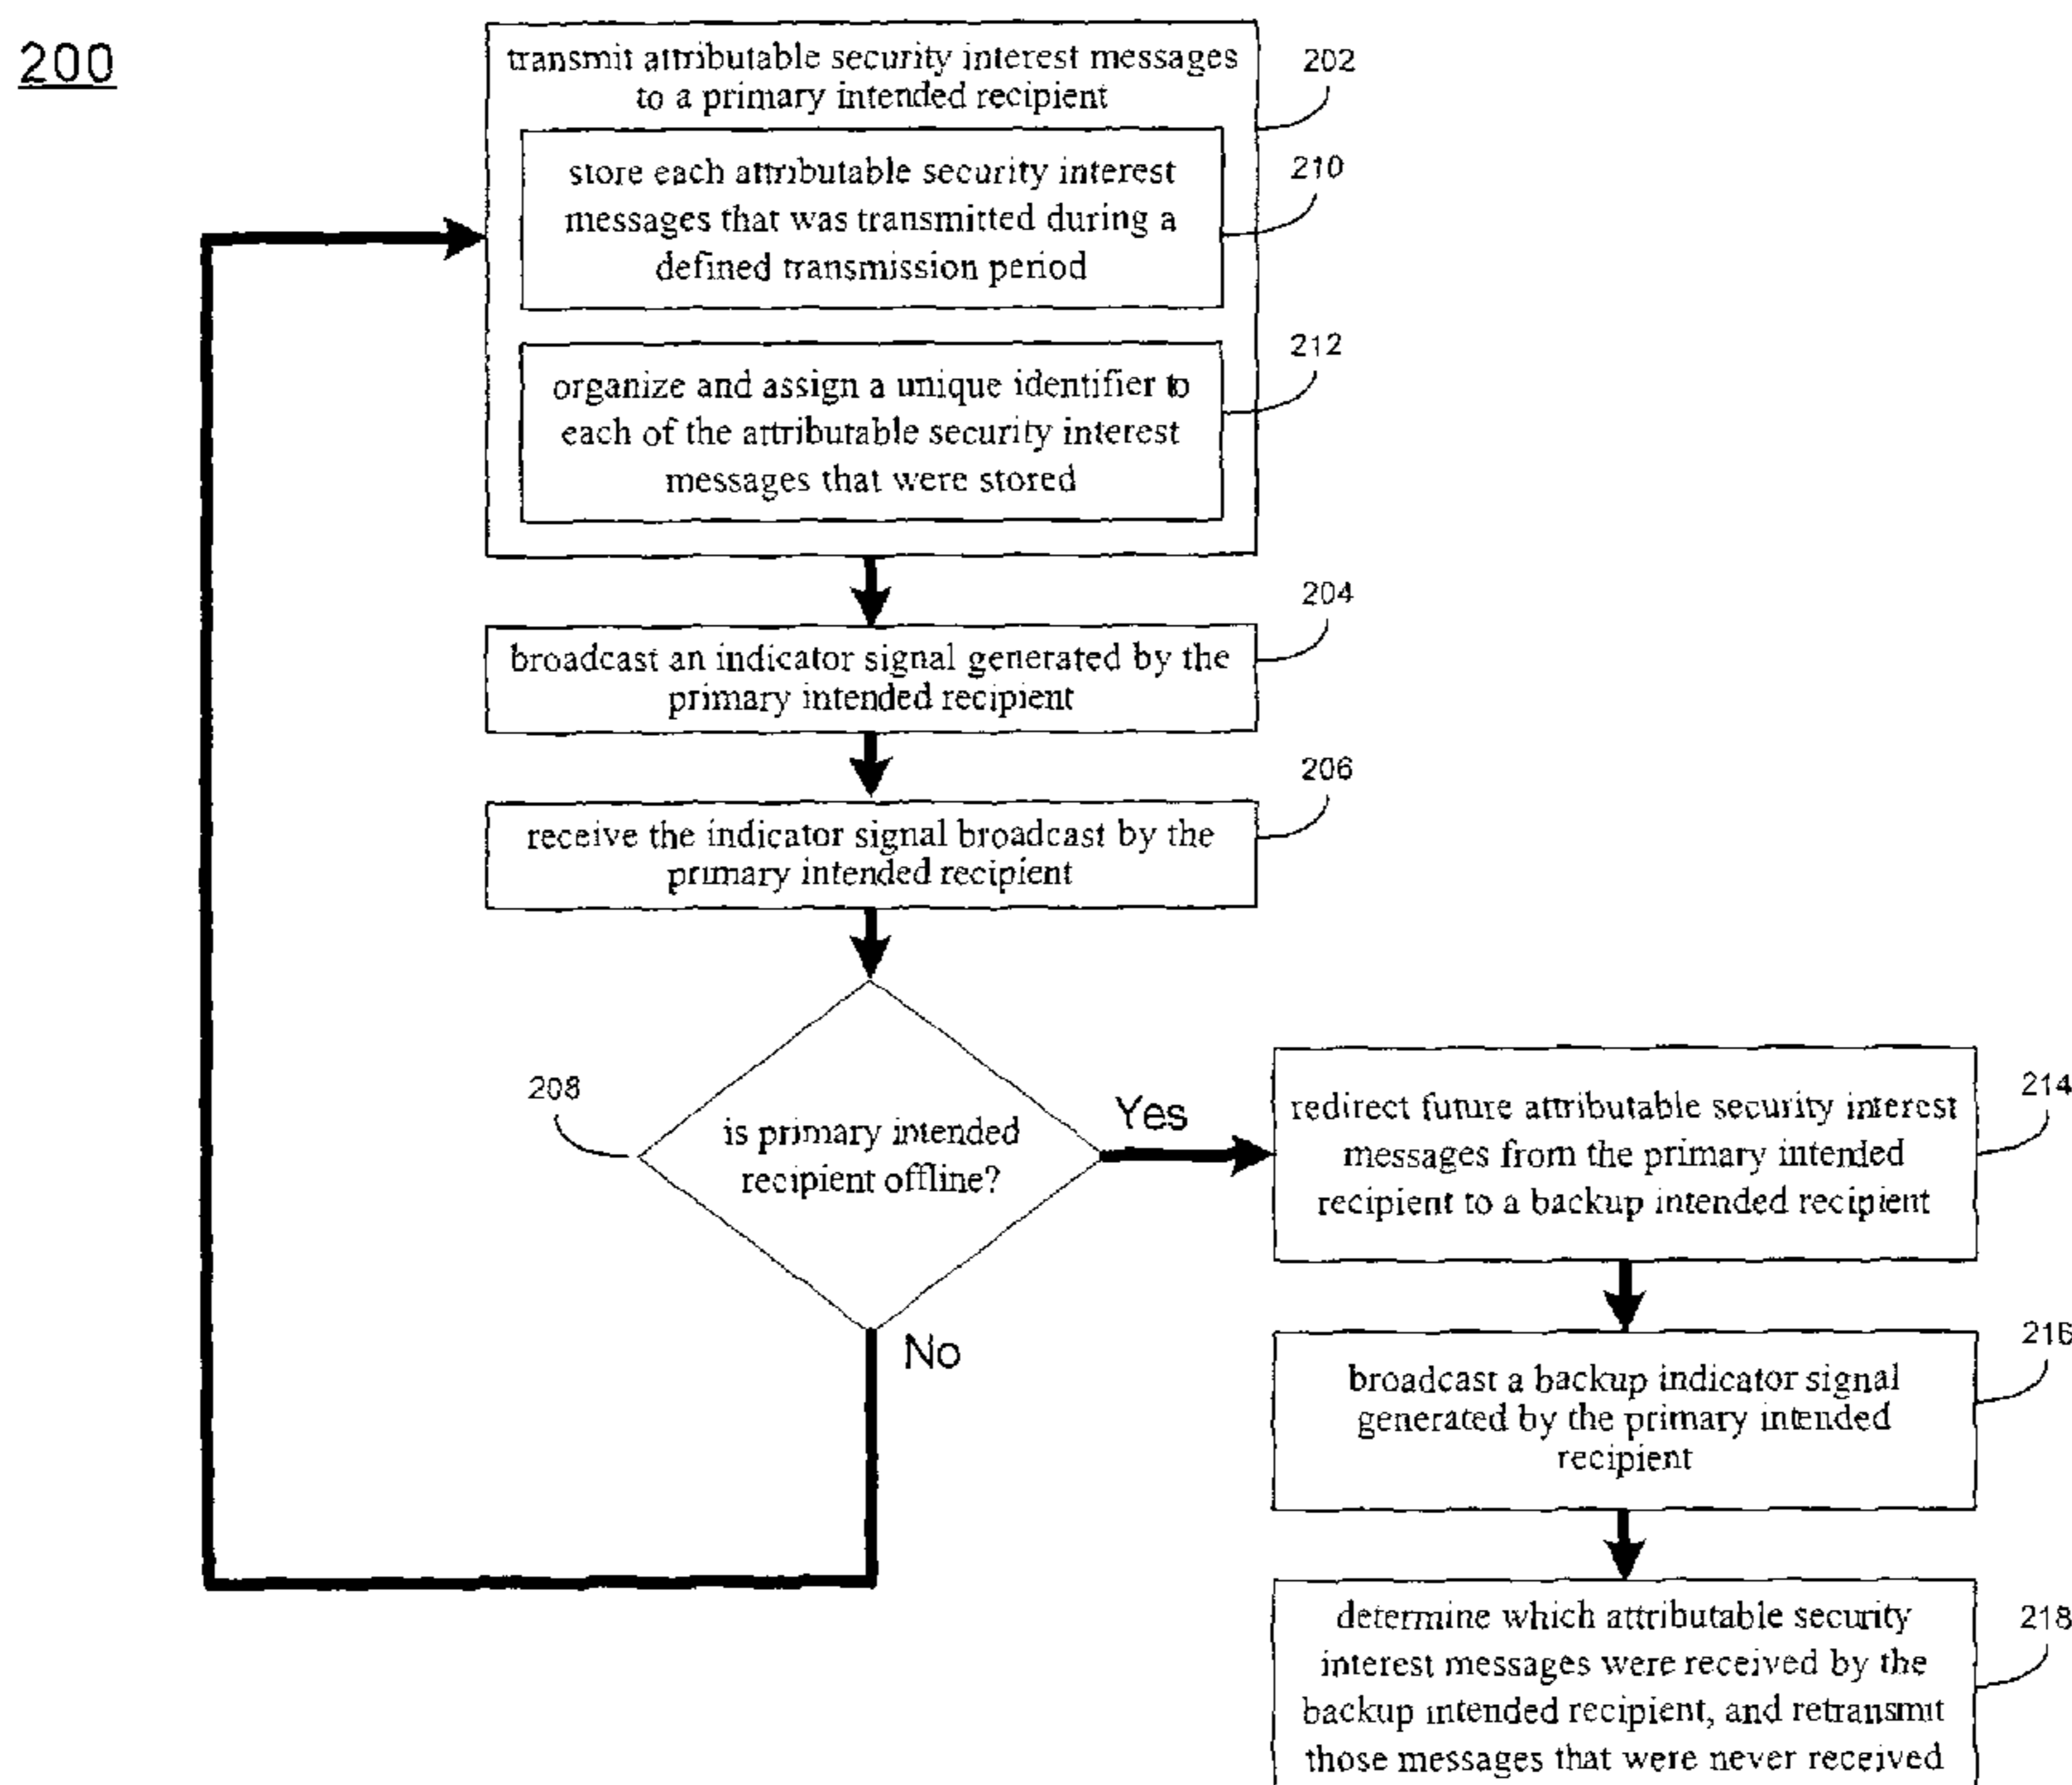 200
transmit attributable security interest messages
to a primary intended recipient
202
store each attributable security interest
messages that was transmitted during a
defined transmission period
210
organize and assign a unique identifier to
each of the attributable security interest
messages that were stored
212
broadcast an indicator signal generated by the
primary intended recipient
204
receive the indicator signal broadcast by the
primary intended recipient
206
208
is primary intended
recipient offline?
Yes
No
redirect future attributable security interest
messages from the primary intended
recipient to a backup intended recipient
214
broadcast a backup indicator signal
generated by the primary intended
recipient
216
determine which attributable security
interest messages were received by the
backup intended recipient, and retransmit
those messages that were never received
218